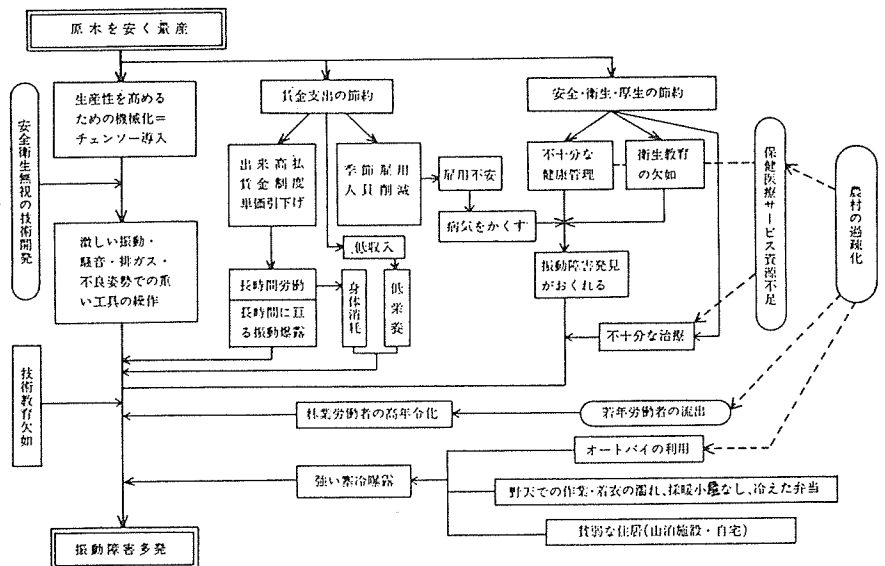 原木を安く量産
生産性を高める
ための機械化＝
チェンソー導入
賃金支出の節約
安全・衛生・厚生の節約
安全衛生無視の技術開発
出来高払
賃金制度
単価引下げ
季節雇用
人員削減
雇用不安
不十分な
健康管理
衛生教育
の欠如
保健医療サービス資源不足
農村の過疎化
病気をかくす
激しい振動・
騒音・排ガス・
不良姿勢での重
い工具の操作
低収入
振動障害発見
がおくれる
長時間労働
長時間に亘
る振動曝露
身体消耗
低栄養
不十分な治療
技術教育欠如
林業労働者の高年令化
若年労働者の流出
オートバイの利用
強い寒冷曝露
野天での作業・着衣の濡れ、採暖小屋なし、冷えた弁当
貧弱な住居(山泊施設・自宅)
振動障害多発